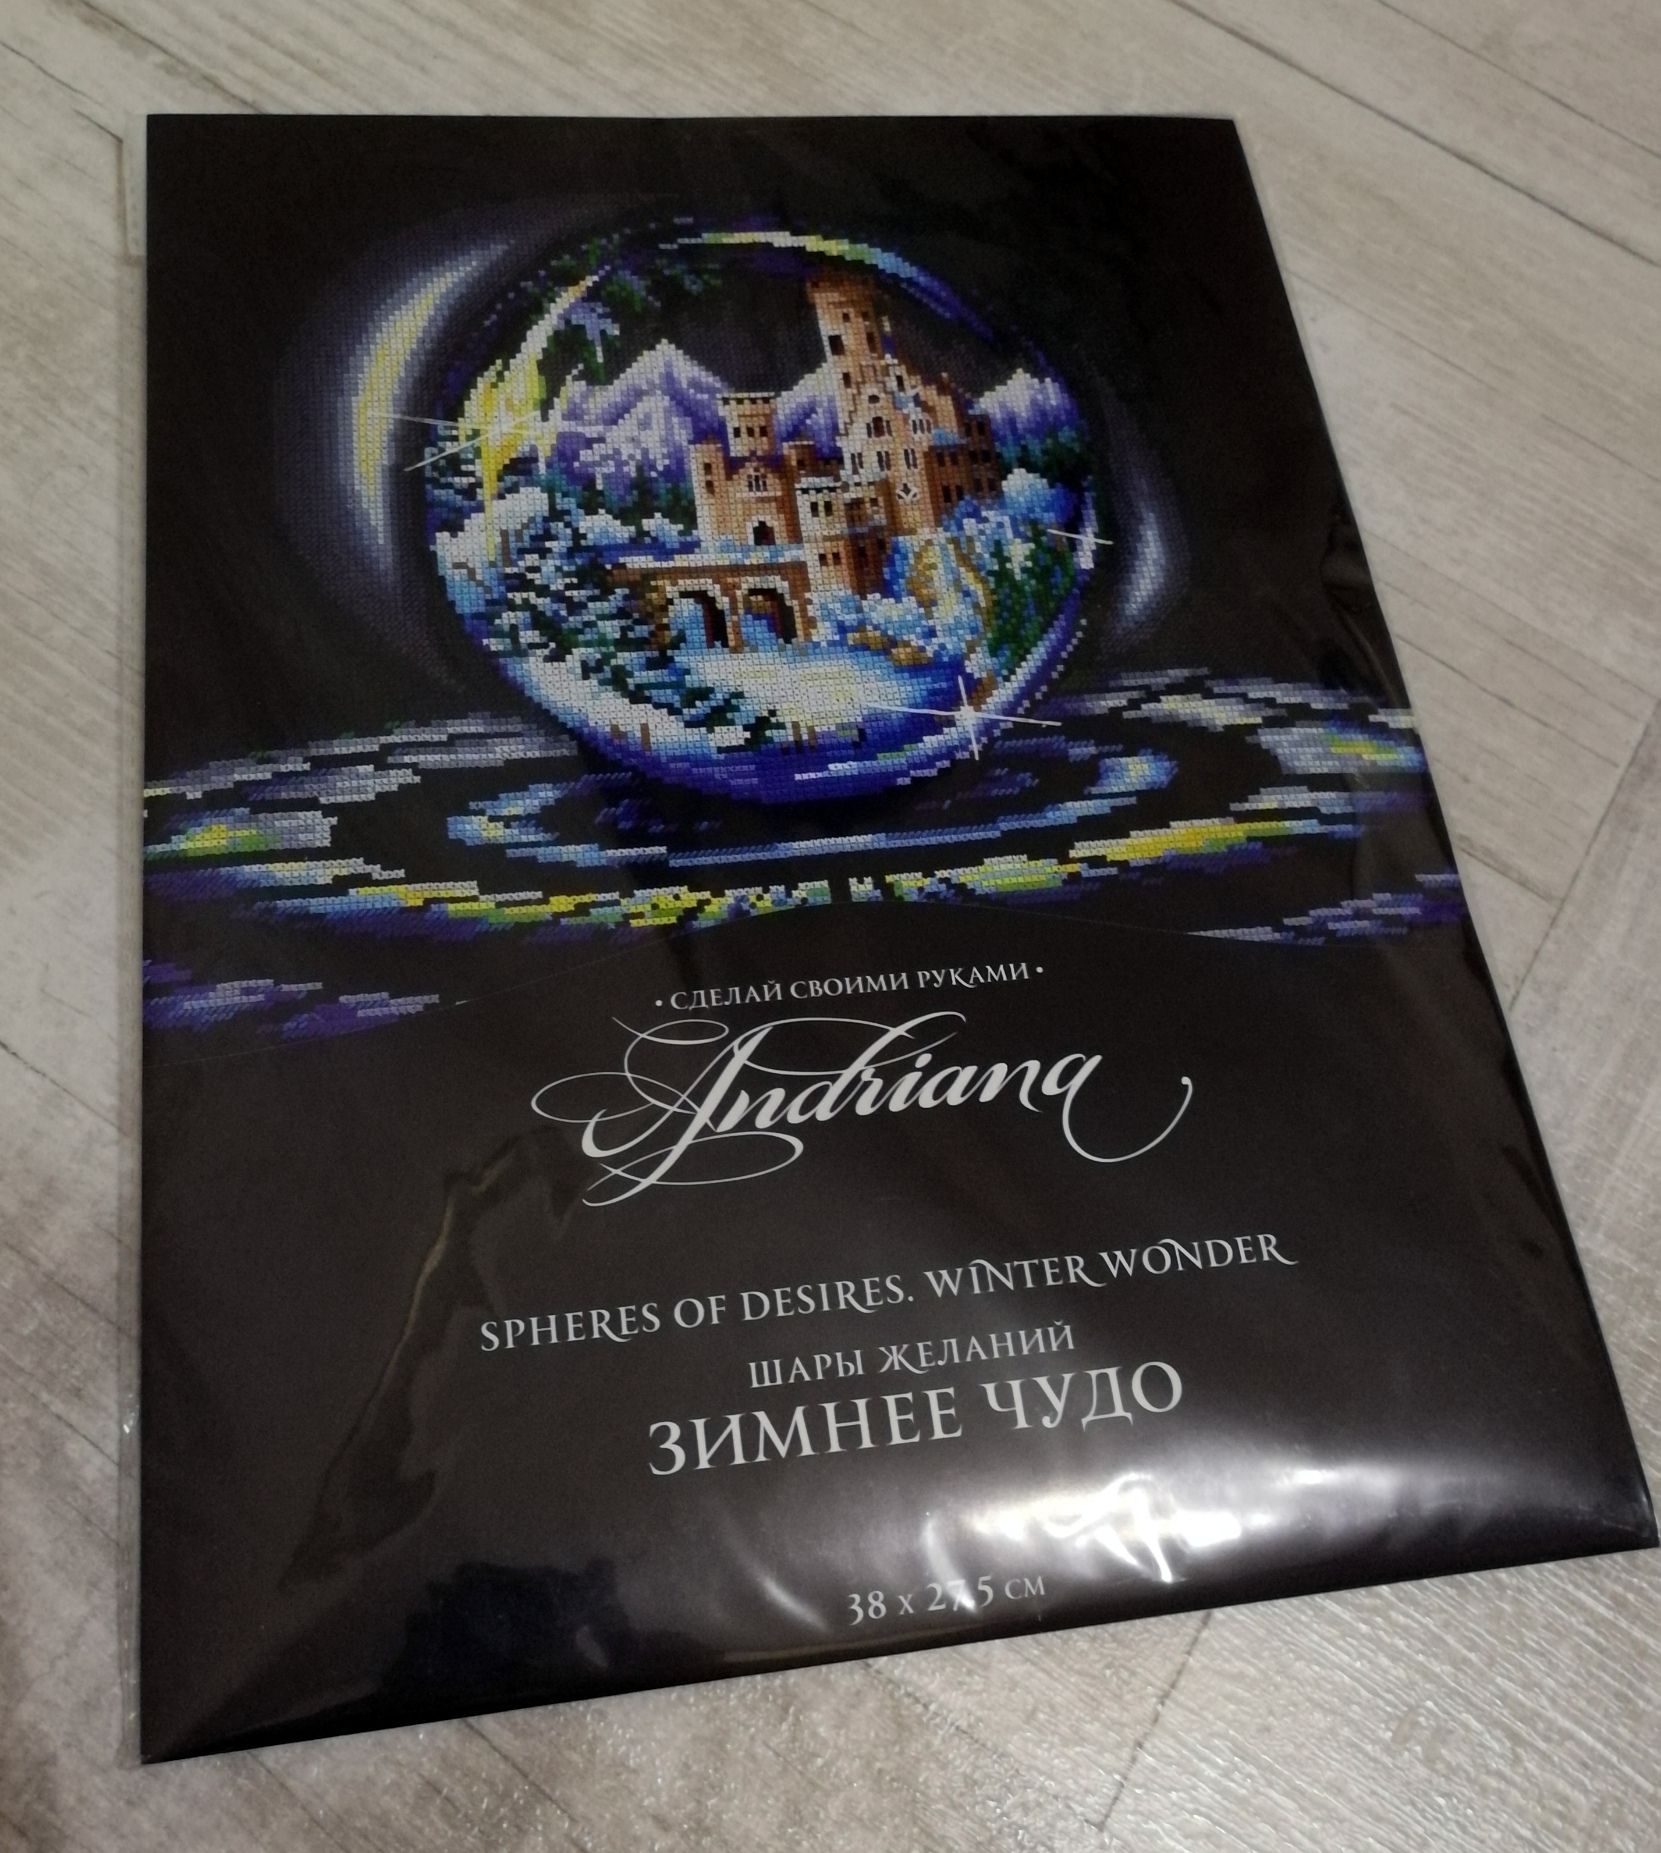 • СДЕЛАЙ СВОИМИ РУКАМИ •
Andriana
SPHERES OF DESIRES. WINTER WONDER
ШАРЫ ЖЕЛАНИЙ
ЗИМНЕЕ ЧУДО
38 х 27,5 см